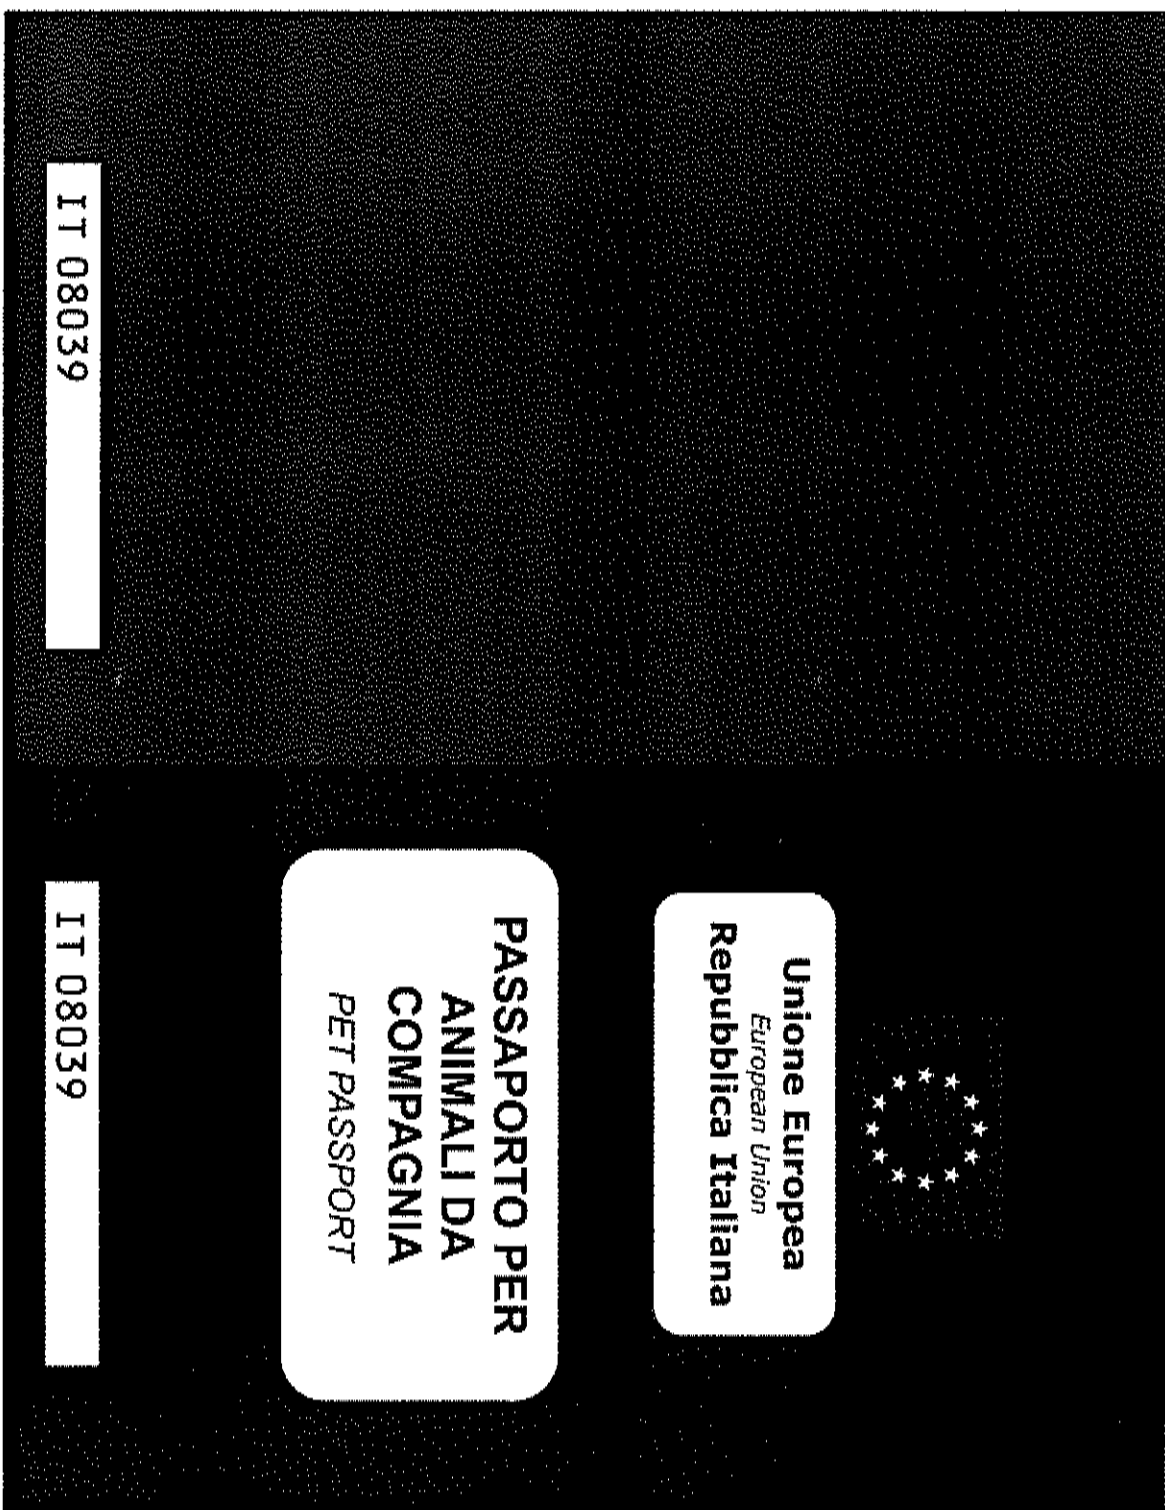 Unione Europea
European Union
Repubblica Italiana
PASSAPORTO PER
ANIMALI DA
COMPAGNIA
PET PASSPORT
IT 08039
IT 08039